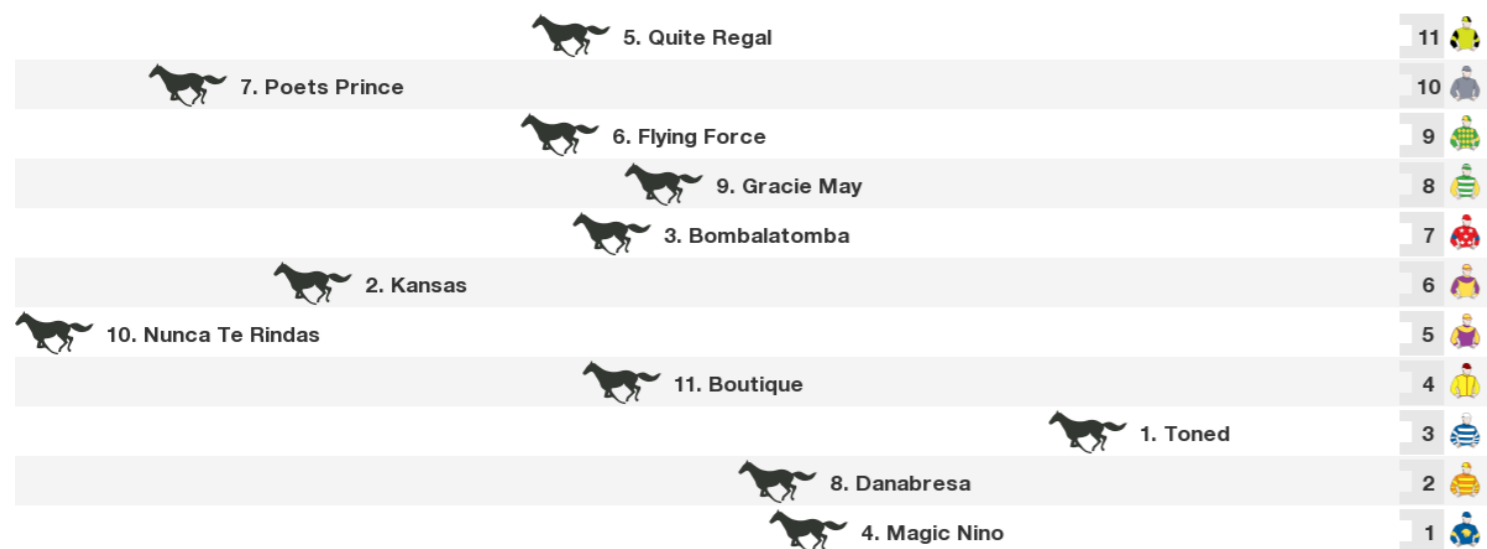 5. Quite Regal 11
7. Poets Prince 10
6. Flying Force 9
9. Gracie May 8
3. Bombalatomba 7
2. Kansas 6
10. Nunca Te Rindas 5
11. Boutique 4
1. Toned 3
8. Danabresa 2
4. Magic Nino 1